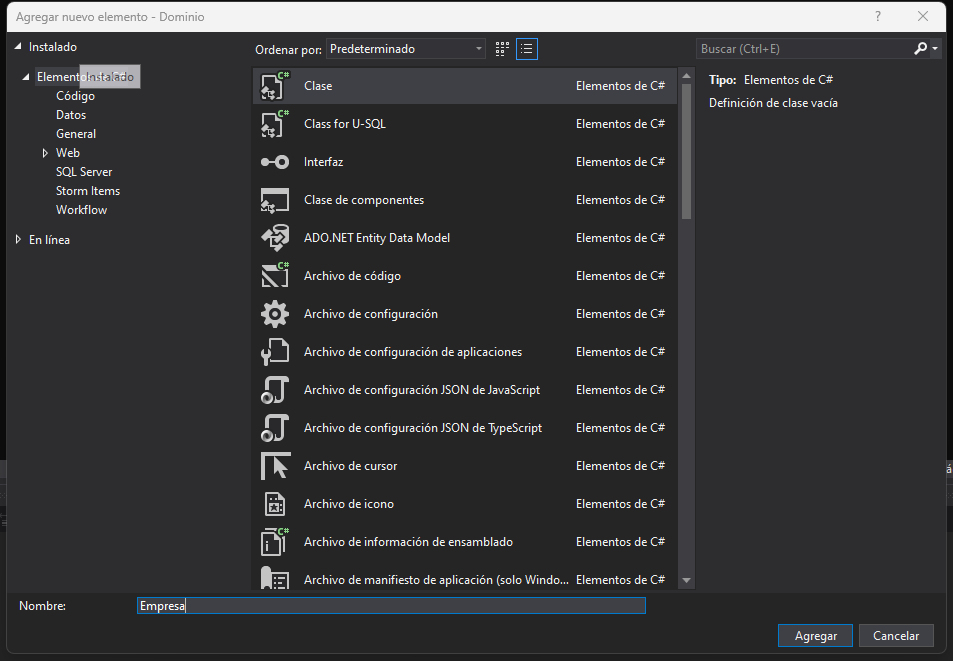 Agregar nuevo elemento - Dominio
?
Instalado
Ordenar por: Predeterminado
Buscar (Ctrl+E)
Instalado
Código
Datos
General
Web
SQL Server
Storm Items
Workflow
En línea
Clase Elementos de C#
Class for U-SQL Elementos de C#
Interfaz Elementos de C#
Clase de componentes Elementos de C#
ADO.NET Entity Data Model Elementos de C#
Archivo de código Elementos de C#
Archivo de configuración Elementos de C#
Archivo de configuración de aplicaciones Elementos de C#
Archivo de configuración JSON de JavaScript Elementos de C#
Archivo de configuración JSON de TypeScript Elementos de C#
Archivo de cursor Elementos de C#
Archivo de icono Elementos de C#
Archivo de información de ensamblado Elementos de C#
Archivo de manifiesto de aplicación (solo Windo... Elementos de C#
Tipo: Elementos de C#
Definición de clase vacía
Nombre: Empresa
Agregar Cancelar